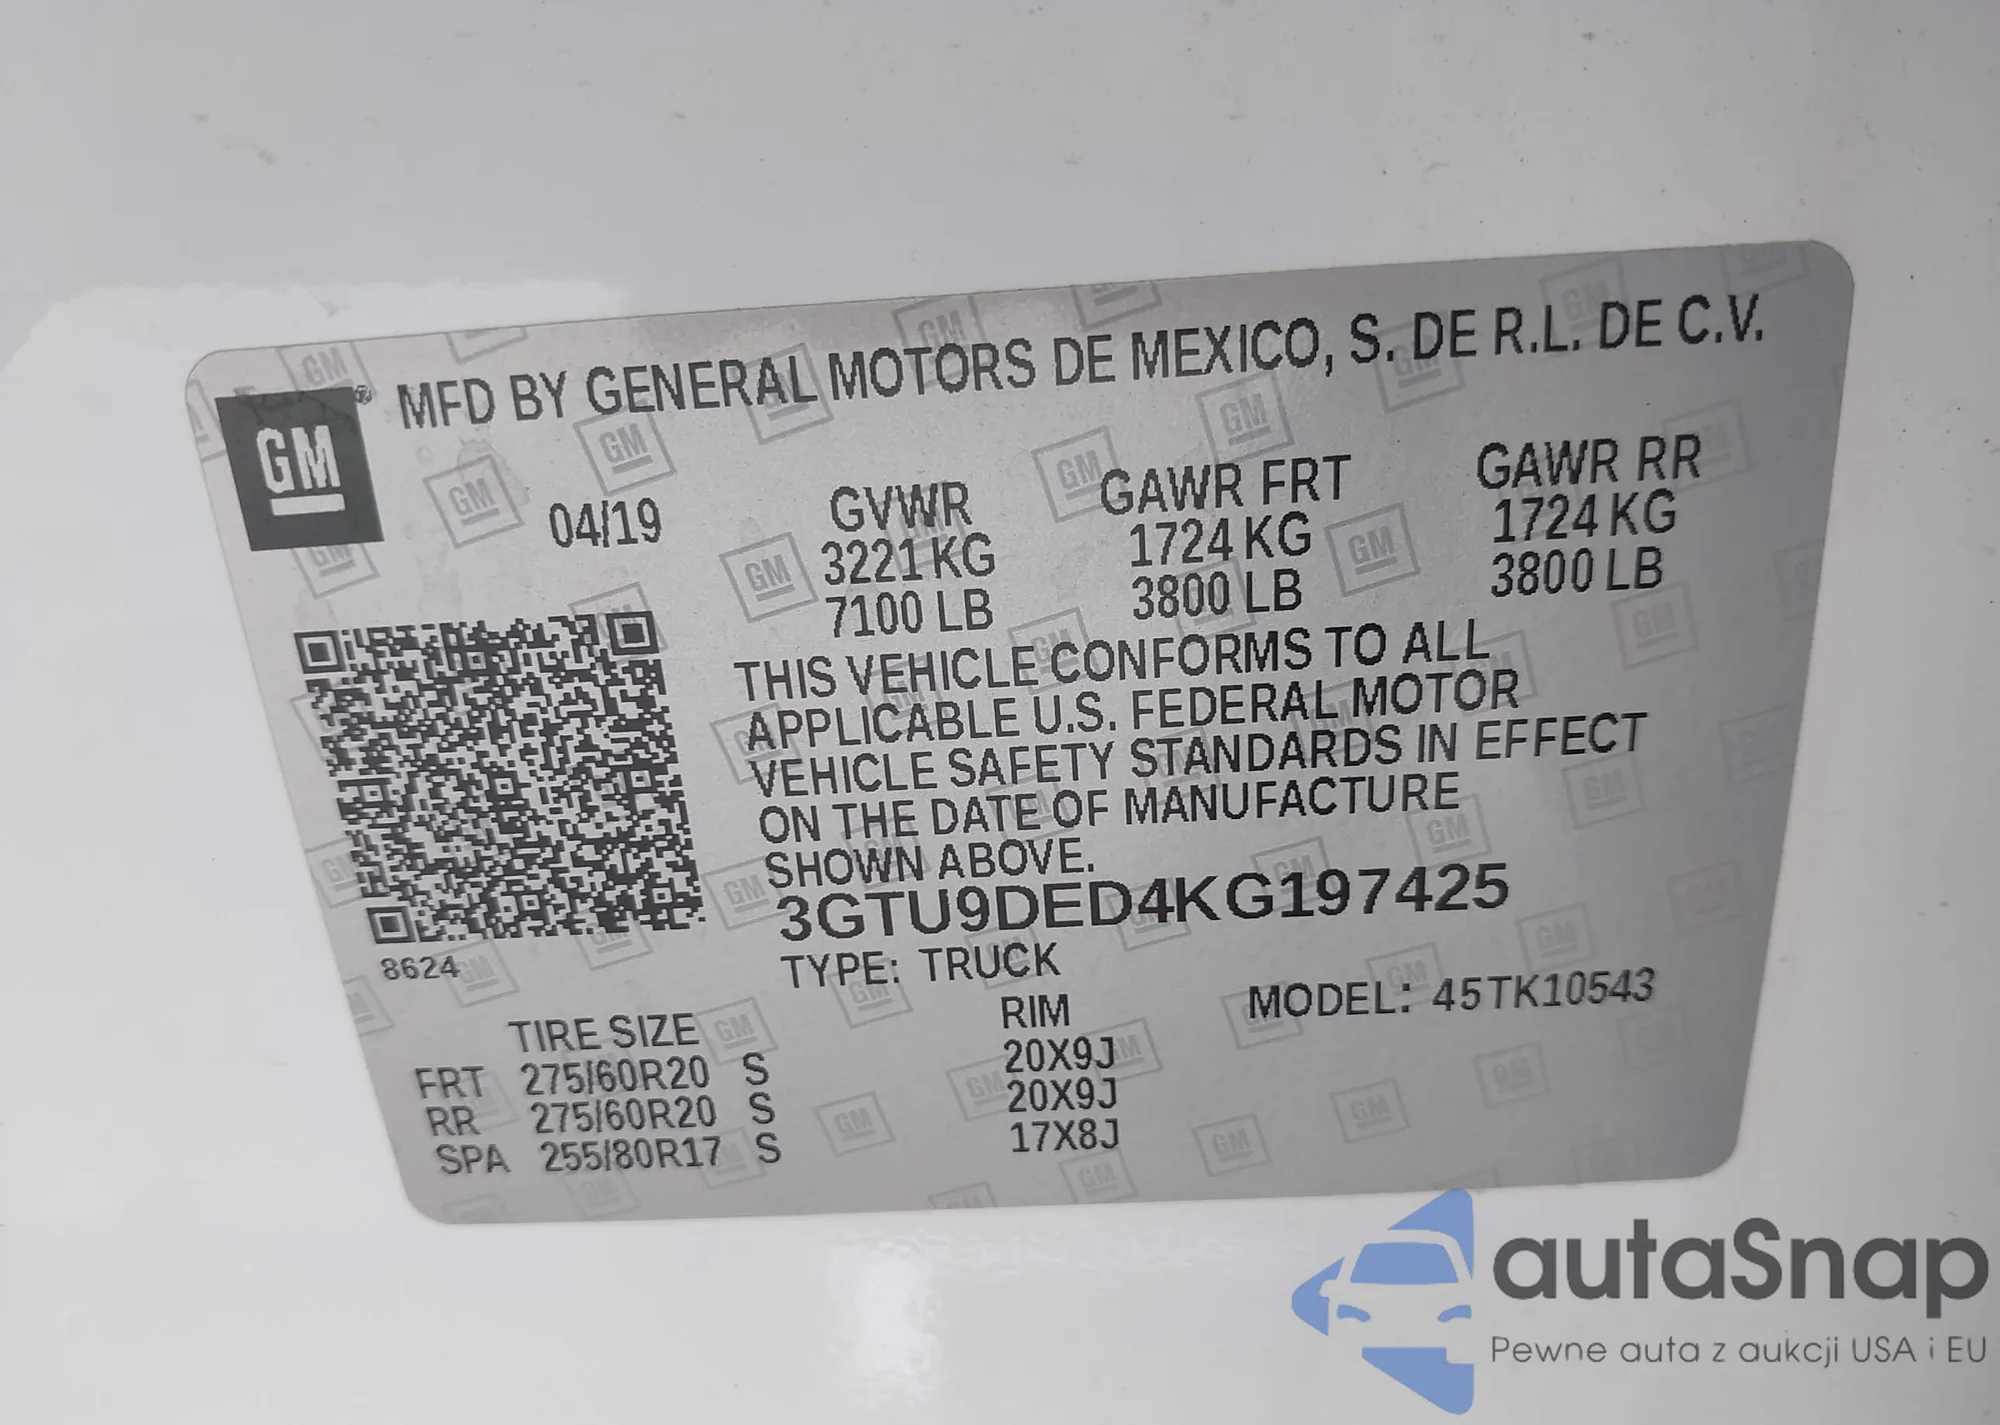 MFD BY GENERAL MOTORS DE MEXICO, S. DE R.L. DE C.V.
GM ®
04/19
GVWR GAWR FRT GAWR RR
3221 KG 1724 KG 1724 KG
7100 LB 3800 LB 3800 LB
THIS VEHICLE CONFORMS TO ALL
APPLICABLE U.S. FEDERAL MOTOR
VEHICLE SAFETY STANDARDS IN EFFECT
ON THE DATE OF MANUFACTURE
SHOWN ABOVE.
3GTU9DED4KG197425
8624
TYPE: TRUCK
MODEL: 45TK10543
TIRE SIZE RIM
FRT 275/60R20 S 20X9J
RR 275/60R20 S 20X9J
SPA 255/80R17 S 17X8J
autaSnap
Pewne auta z aukcji USA i EU